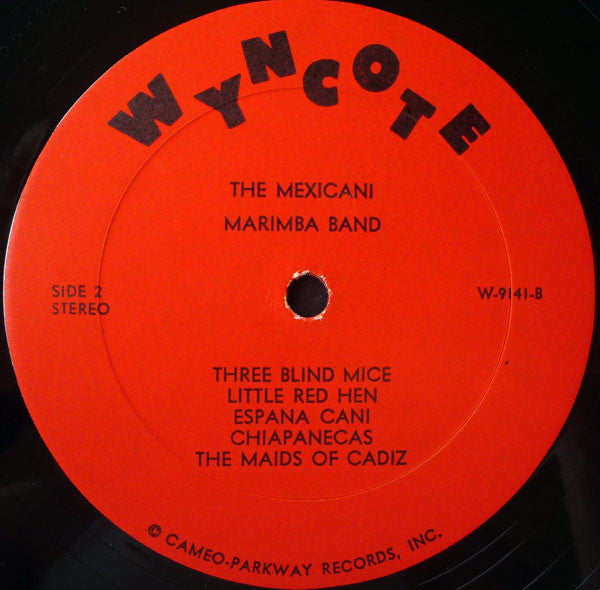 WYNCOTE
THE MEXICANI
MARIMBA BAND
SIDE 2
STEREO
W-9141-B
THREE BLIND MICE
LITTLE RED HEN
ESPANA CANI
CHIAPANECAS
THE MAIDS OF CADIZ
© CAMEO-PARKWAY RECORDS, INC.